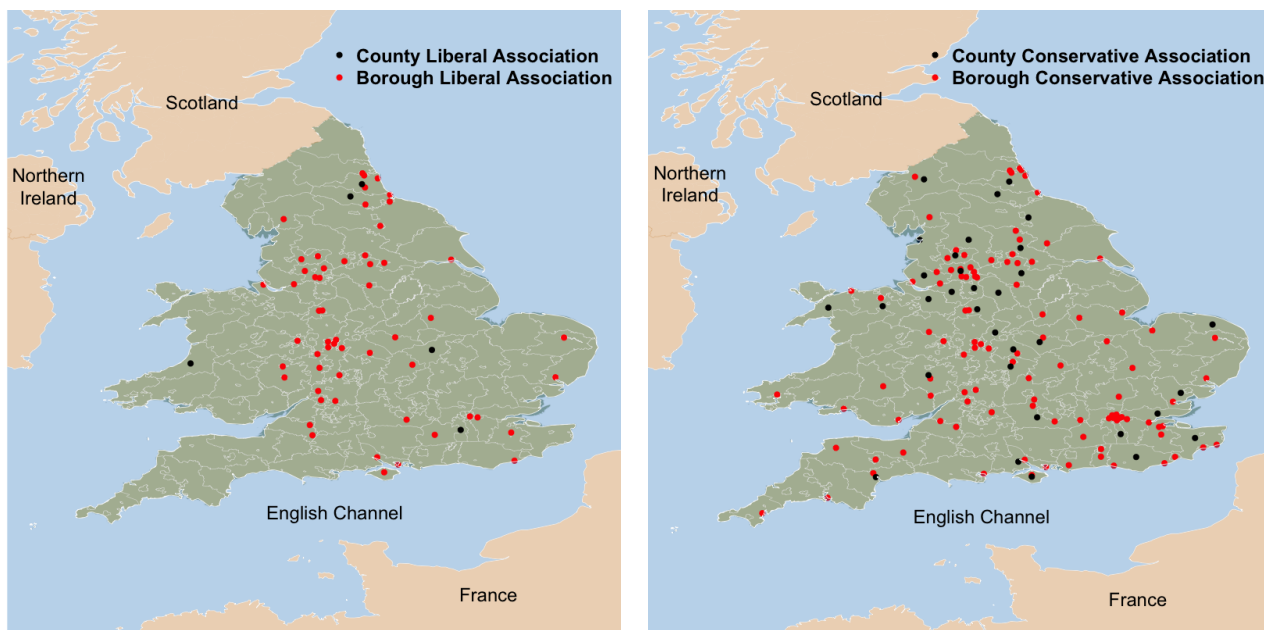 County Liberal Association
Borough Liberal Association
Scotland
Northern
Ireland
English Channel
France
County Conservative Association
Borough Conservative Association
Scotland
Northern
Ireland
English Channel
France